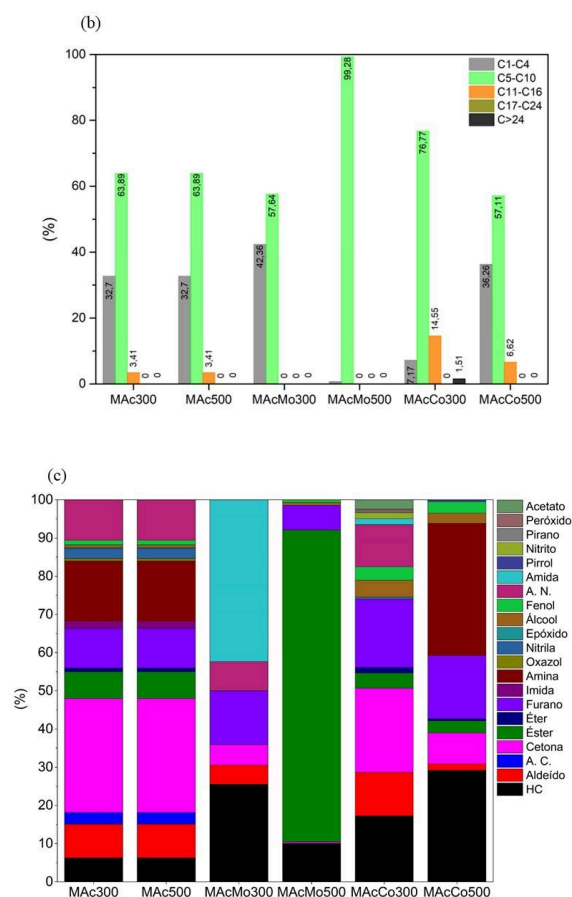 (b)
100
80
60
40
20
0
(%)
C1-C4
C5-C10
C11-C16
C17-C24
C>24
32,7
63,89
3,41
0
0
32,7
63,89
3,41
0
0
42,36
57,64
0
0
0
99,28
0
0
0
7,17
76,77
14,55
0
1,51
36,26
57,11
6,62
0
0
MAc300 MAc500 MAcMo300 MAcMo500 MAcCo300 MAcCo500
(c)
100
90
80
70
60
50
40
30
20
10
0
(%)
Acetato
Peróxido
Pirano
Nitrito
Pirrol
Amida
A. N.
Fenol
Álcool
Epóxido
Nitrila
Oxazol
Amina
Imida
Furano
Éter
Éster
Cetona
A. C.
Aldeído
HC
MAc300 MAc500 MAcMo300 MAcMo500 MAcCo300 MAcCo500